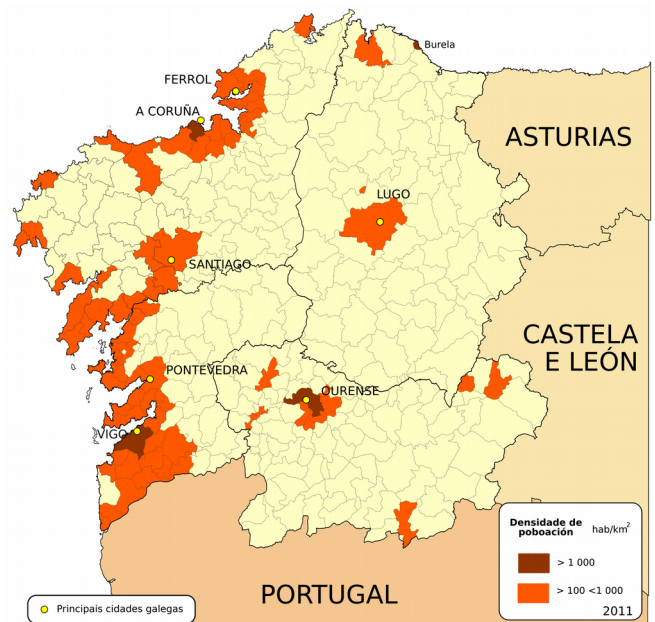 Burela
FERROL
A CORUÑA
ASTURIAS
LUGO
SANTIAGO
CASTELA
E LEÓN
PONTEVEDRA
OURENSE
VIGO
Densidade de
poboación hab/km²
> 1 000
> 100 <1 000
2011
PORTUGAL
Principais cidades galegas